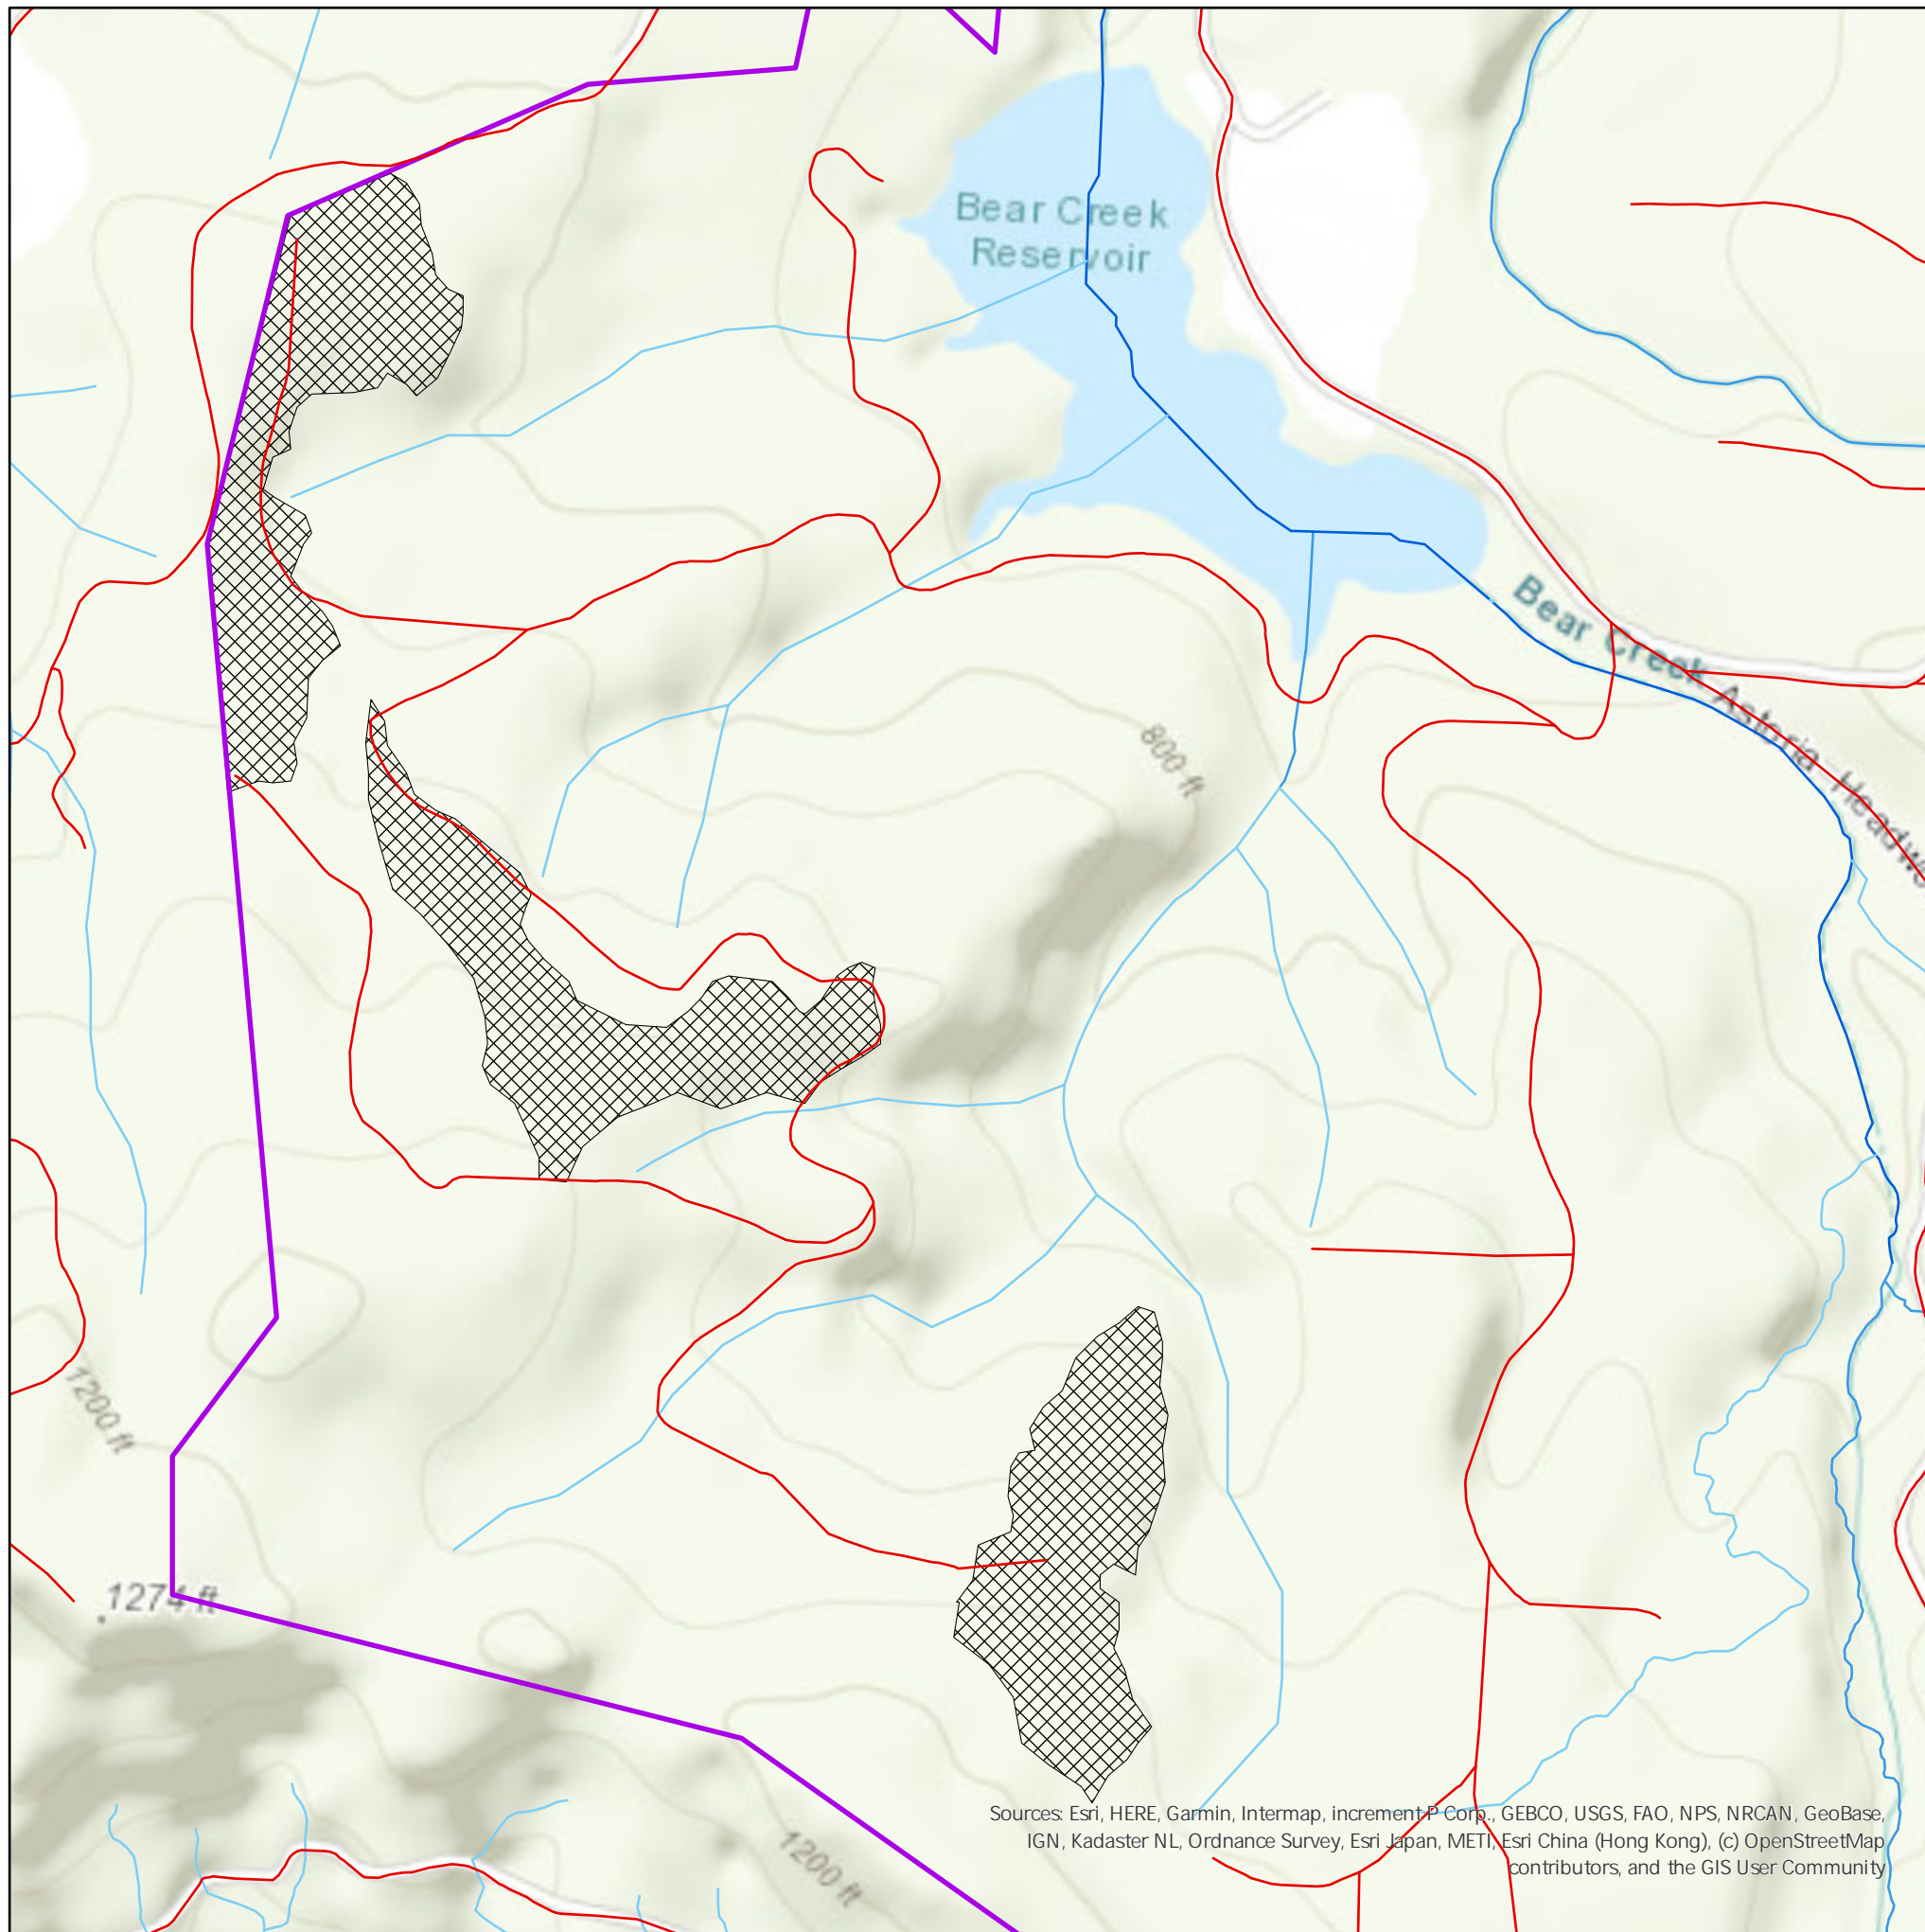 Bear Creek
Reservoir
Bear Creek
Astoria
800 ft
1200 ft
1274 ft
1200 ft
Sources: Esri, HERE, Garmin, Intermap, increment P Corp., GEBCO, USGS, FAO, NPS, NRCAN, GeoBase,
IGN, Kadaster NL, Ordnance Survey, Esri Japan, METI, Esri China (Hong Kong), (c) OpenStreetMap
contributors, and the GIS User Community